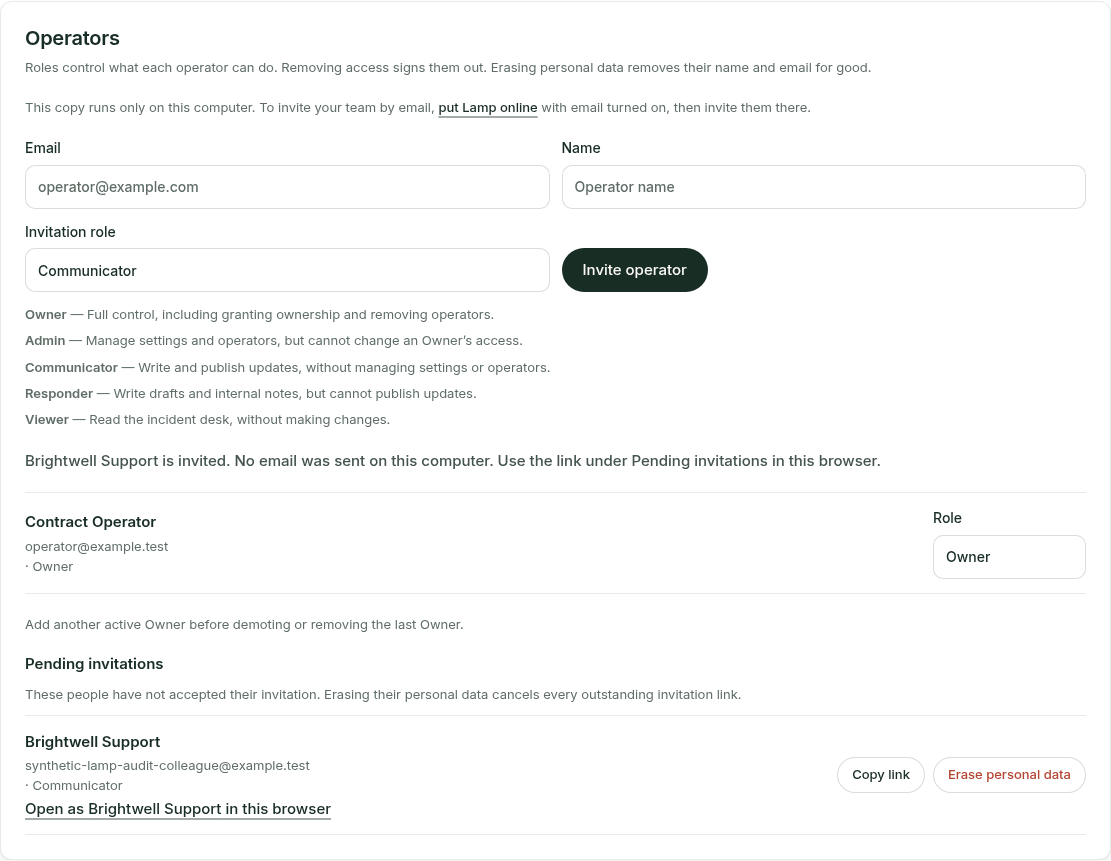 Operators
Roles control what each operator can do. Removing access signs them out. Erasing personal data removes their name and email for good.
This copy runs only on this computer. To invite your team by email, put Lamp online with email turned on, then invite them there.
Email
Name
operator@example.com
Operator name
Invitation role
Communicator
Invite operator
Owner — Full control, including granting ownership and removing operators.
Admin — Manage settings and operators, but cannot change an Owner’s access.
Communicator — Write and publish updates, without managing settings or operators.
Responder — Write drafts and internal notes, but cannot publish updates.
Viewer — Read the incident desk, without making changes.
Brightwell Support is invited. No email was sent on this computer. Use the link under Pending invitations in this browser.
Contract Operator
operator@example.test
· Owner
Role
Owner
Add another active Owner before demoting or removing the last Owner.
Pending invitations
These people have not accepted their invitation. Erasing their personal data cancels every outstanding invitation link.
Brightwell Support
synthetic-lamp-audit-colleague@example.test
· Communicator
Open as Brightwell Support in this browser
Copy link
Erase personal data